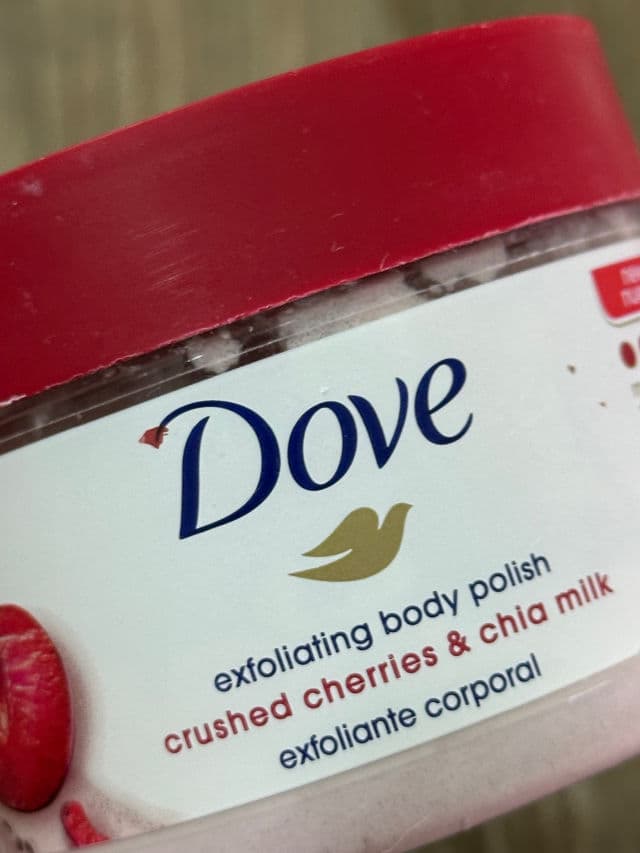 Dove
exfoliating body polish
crushed cherries & chia milk
exfoliante corporal